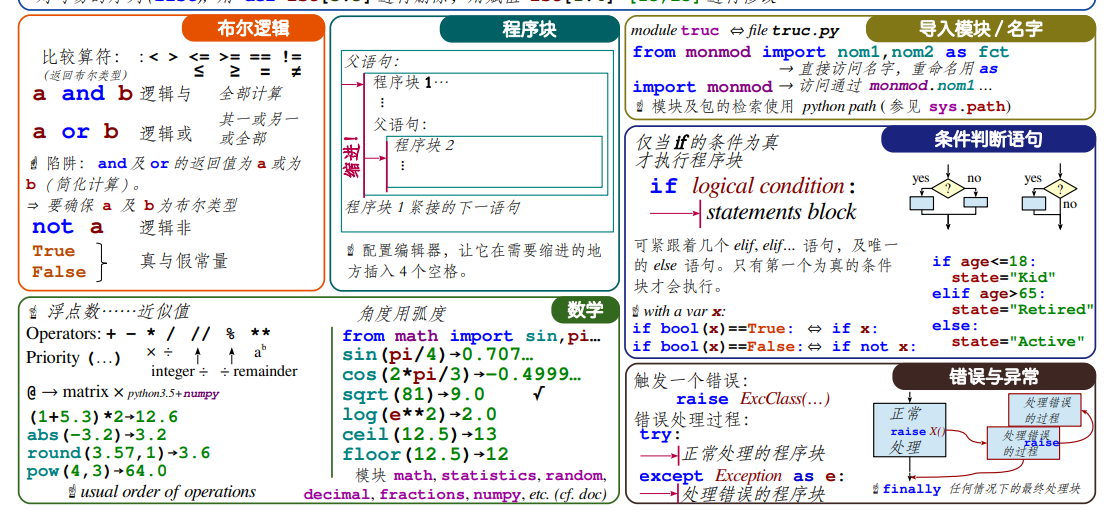 布尔逻辑
比较算符： :< > <= >= == !=
(返回布尔类型) ≤ ≥ = ≠
a and b 逻辑与 全部计算
a or b 逻辑或 其一或另一
或全部
☝ 陷阱： and 及 or 的返回值为 a 或为
b (简化计算)。
⇒ 要确保 a 及 b 为布尔类型
not a 逻辑非
True
False
真与假常量
程序块
父语句：
程序块 1⋯
⋮
父语句：
程序块 2
⋮
缩进!
程序块 1 紧接的下一语句
☝ 配置编辑器，让它在需要缩进的地
方插入 4 个空格。
导入模块 / 名字
module truc ⇔ file truc.py
from monmod import nom1,nom2 as fct
→ 直接访问名字，重命名用 as
import monmod → 访问通过 monmod.nom1 …
☝ 模块及包的检索使用 python path (参见 sys.path)
条件判断语句
仅当 if 的条件为真
才执行程序块
if logical condition:
statements block
yes ? no
yes ? no
可紧跟着几个 elif, elif... 语句，及唯一
的 else 语句。只有第一个为真的条件
块才会执行。
☝ with a var x:
if bool(x)==True: ⇔ if x:
if bool(x)==False: ⇔ if not x:
if age<=18:
state="Kid"
elif age>65:
state="Retired"
else:
state="Active"
数学
☝ 浮点数……近似值 角度用弧度
Operators: + - * / // % **
Priority (…) × ÷ aᵇ
integer ÷ ÷ remainder
@ → matrix × python3.5+numpy
(1+5.3)*2→12.6
abs(-3.2)→3.2
round(3.57,1)→3.6
pow(4,3)→64.0
☝ usual order of operations
from math import sin,pi…
sin(pi/4)→0.707…
cos(2*pi/3)→-0.4999…
sqrt(81)→9.0 √
log(e**2)→2.0
ceil(12.5)→13
floor(12.5)→12
模块 math, statistics, random,
decimal, fractions, numpy, etc. (cf. doc)
错误与异常
触发一个错误:
raise ExcClass(…)
错误处理过程:
try:
正常处理的程序块
except Exception as e:
处理错误的程序块
正常
raise X()
处理
处理错误
的过程
raise
处理错误
的过程
☝ finally 任何情况下的最终处理块